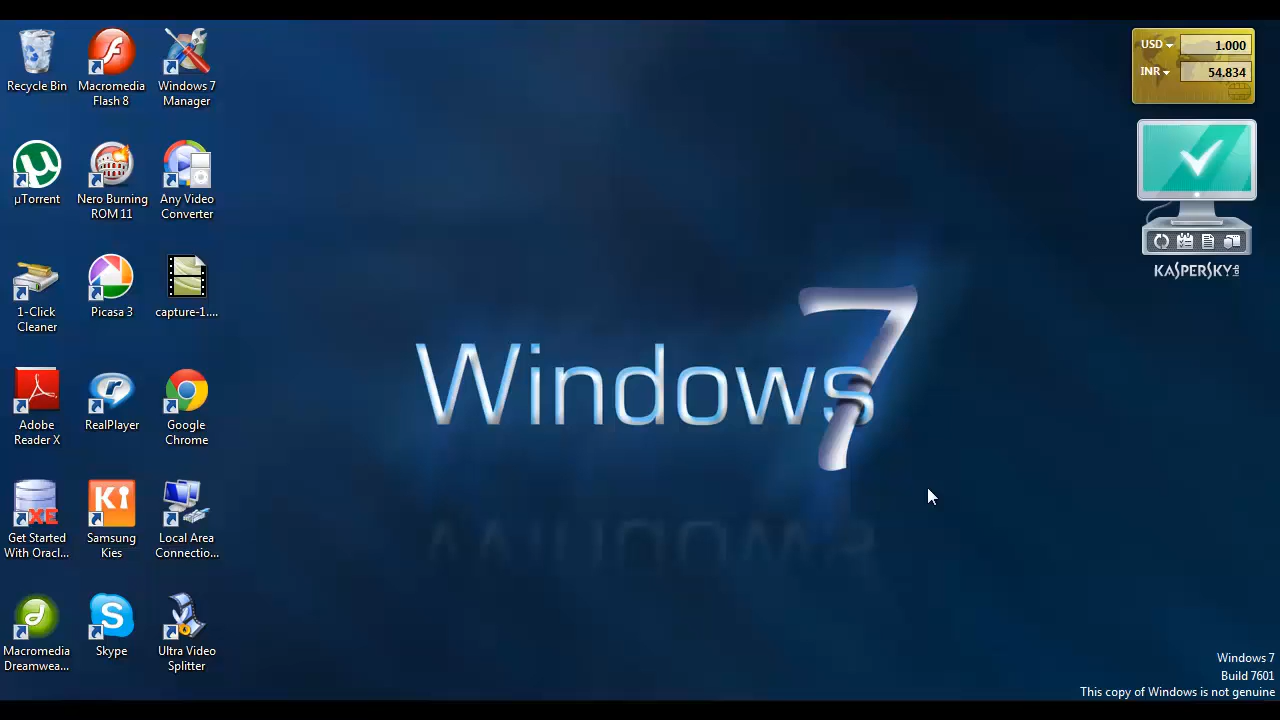 Recycle Bin
Macromedia
Flash 8
Windows 7
Manager
µTorrent
Nero Burning
ROM 11
Any Video
Converter
1-Click
Cleaner
Picasa 3
capture-1....
Adobe
Reader X
RealPlayer
Google
Chrome
XE
Get Started
With Oracl...
Ki
Samsung
Kies
Local Area
Connectio...
Macromedia
Dreamwea...
Skype
Ultra Video
Splitter
Windows 7
USD 1.000
INR 54.834
KASPERSKY
Windows 7
Build 7601
This copy of Windows is not genuine